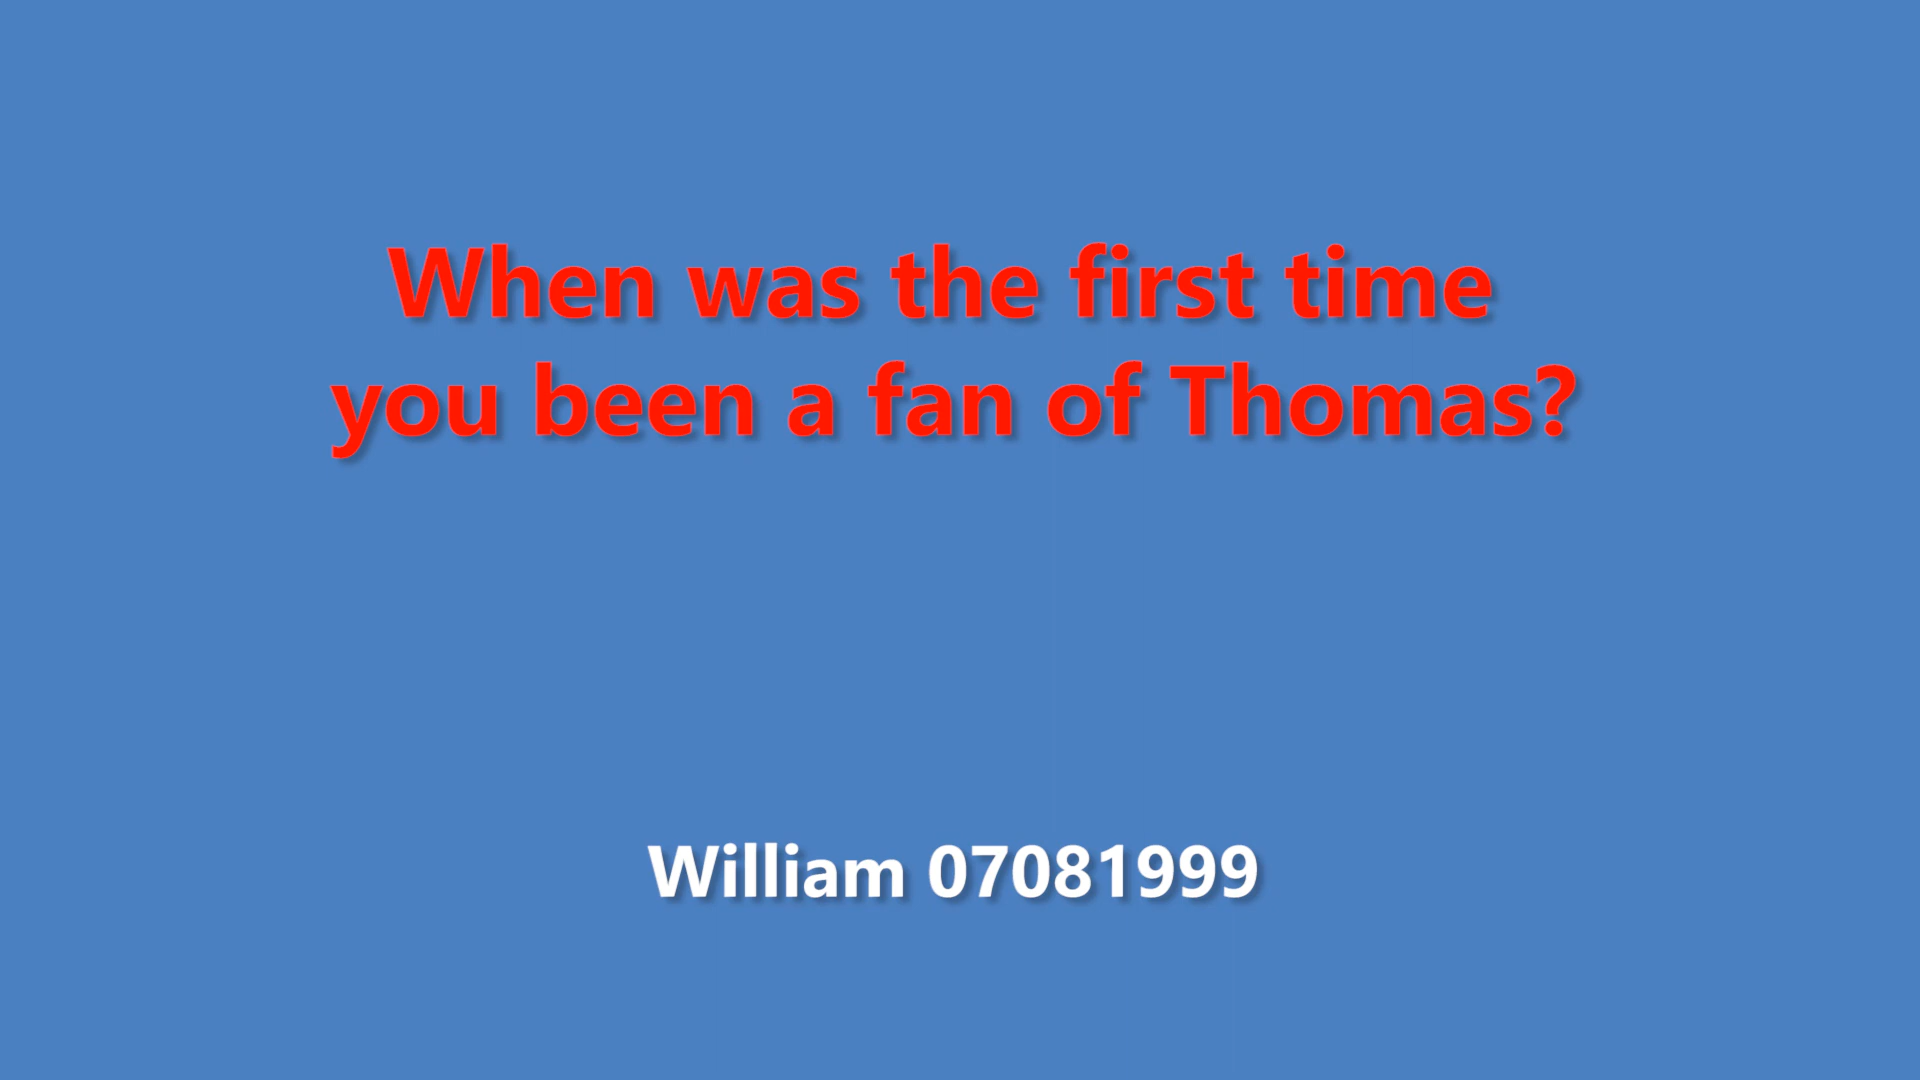 When was the first time
you been a fan of Thomas?
William 07081999